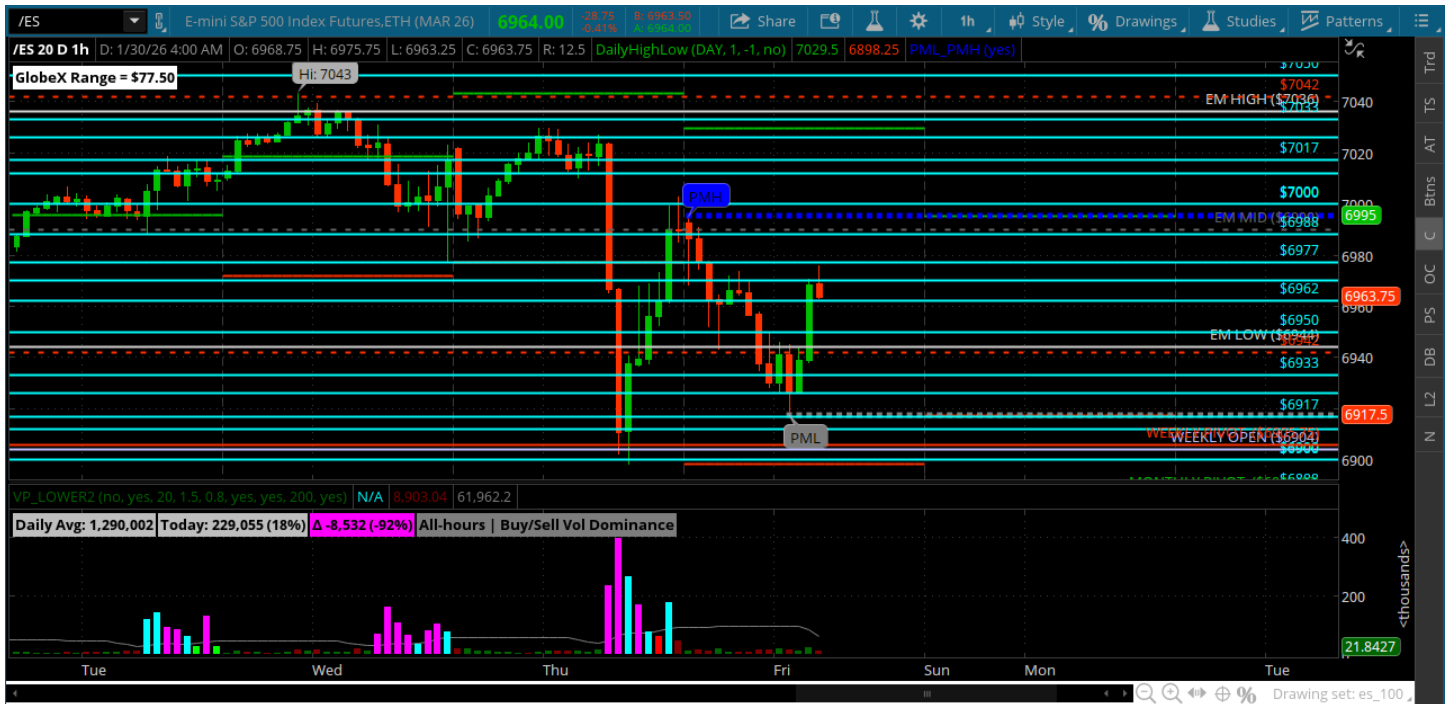 /ES E-mini S&P 500 Index Futures,ETH (MAR 26) 6964.00 -28.75 -0.41% B: 6963.50 A: 6964.00 Share 1h Style Drawings Studies Patterns
/ES 20 D 1h D: 1/30/26 4:00 AM O: 6968.75 H: 6975.75 L: 6963.25 C: 6963.75 R: 12.5 DailyHighLow (DAY, 1, -1, no) 7029.5 6898.25 PML_PMH (yes)
GlobeX Range = $77.50
Hi: 7043
$7050
$7042
EM HIGH ($7036)
$7033
7040
$7017
7020
$7000
7000
PMH
EM MID
$6988
6995
$6977
6980
$6962
6963.75
6960
$6950
EM LOW ($6944)
$6942
6940
$6933
$6917
6917.5
PML
WEEKLY OPEN ($6904)
$6900
6900
$6888
VP_LOWER2 (no, yes, 20, 1.5, 0.8, yes, yes, 200, yes) N/A 8,903.04 61,962.2
Daily Avg: 1,290,002 Today: 229,055 (18%) Δ -8,532 (-92%) All-hours | Buy/Sell Vol Dominance
400
200
<thousands>
21.8427
Tue Wed Thu Fri Sun Mon Tue
Drawing set: es_100
Trd
TS
AT
Btns
C
OC
PS
DB
L2
N